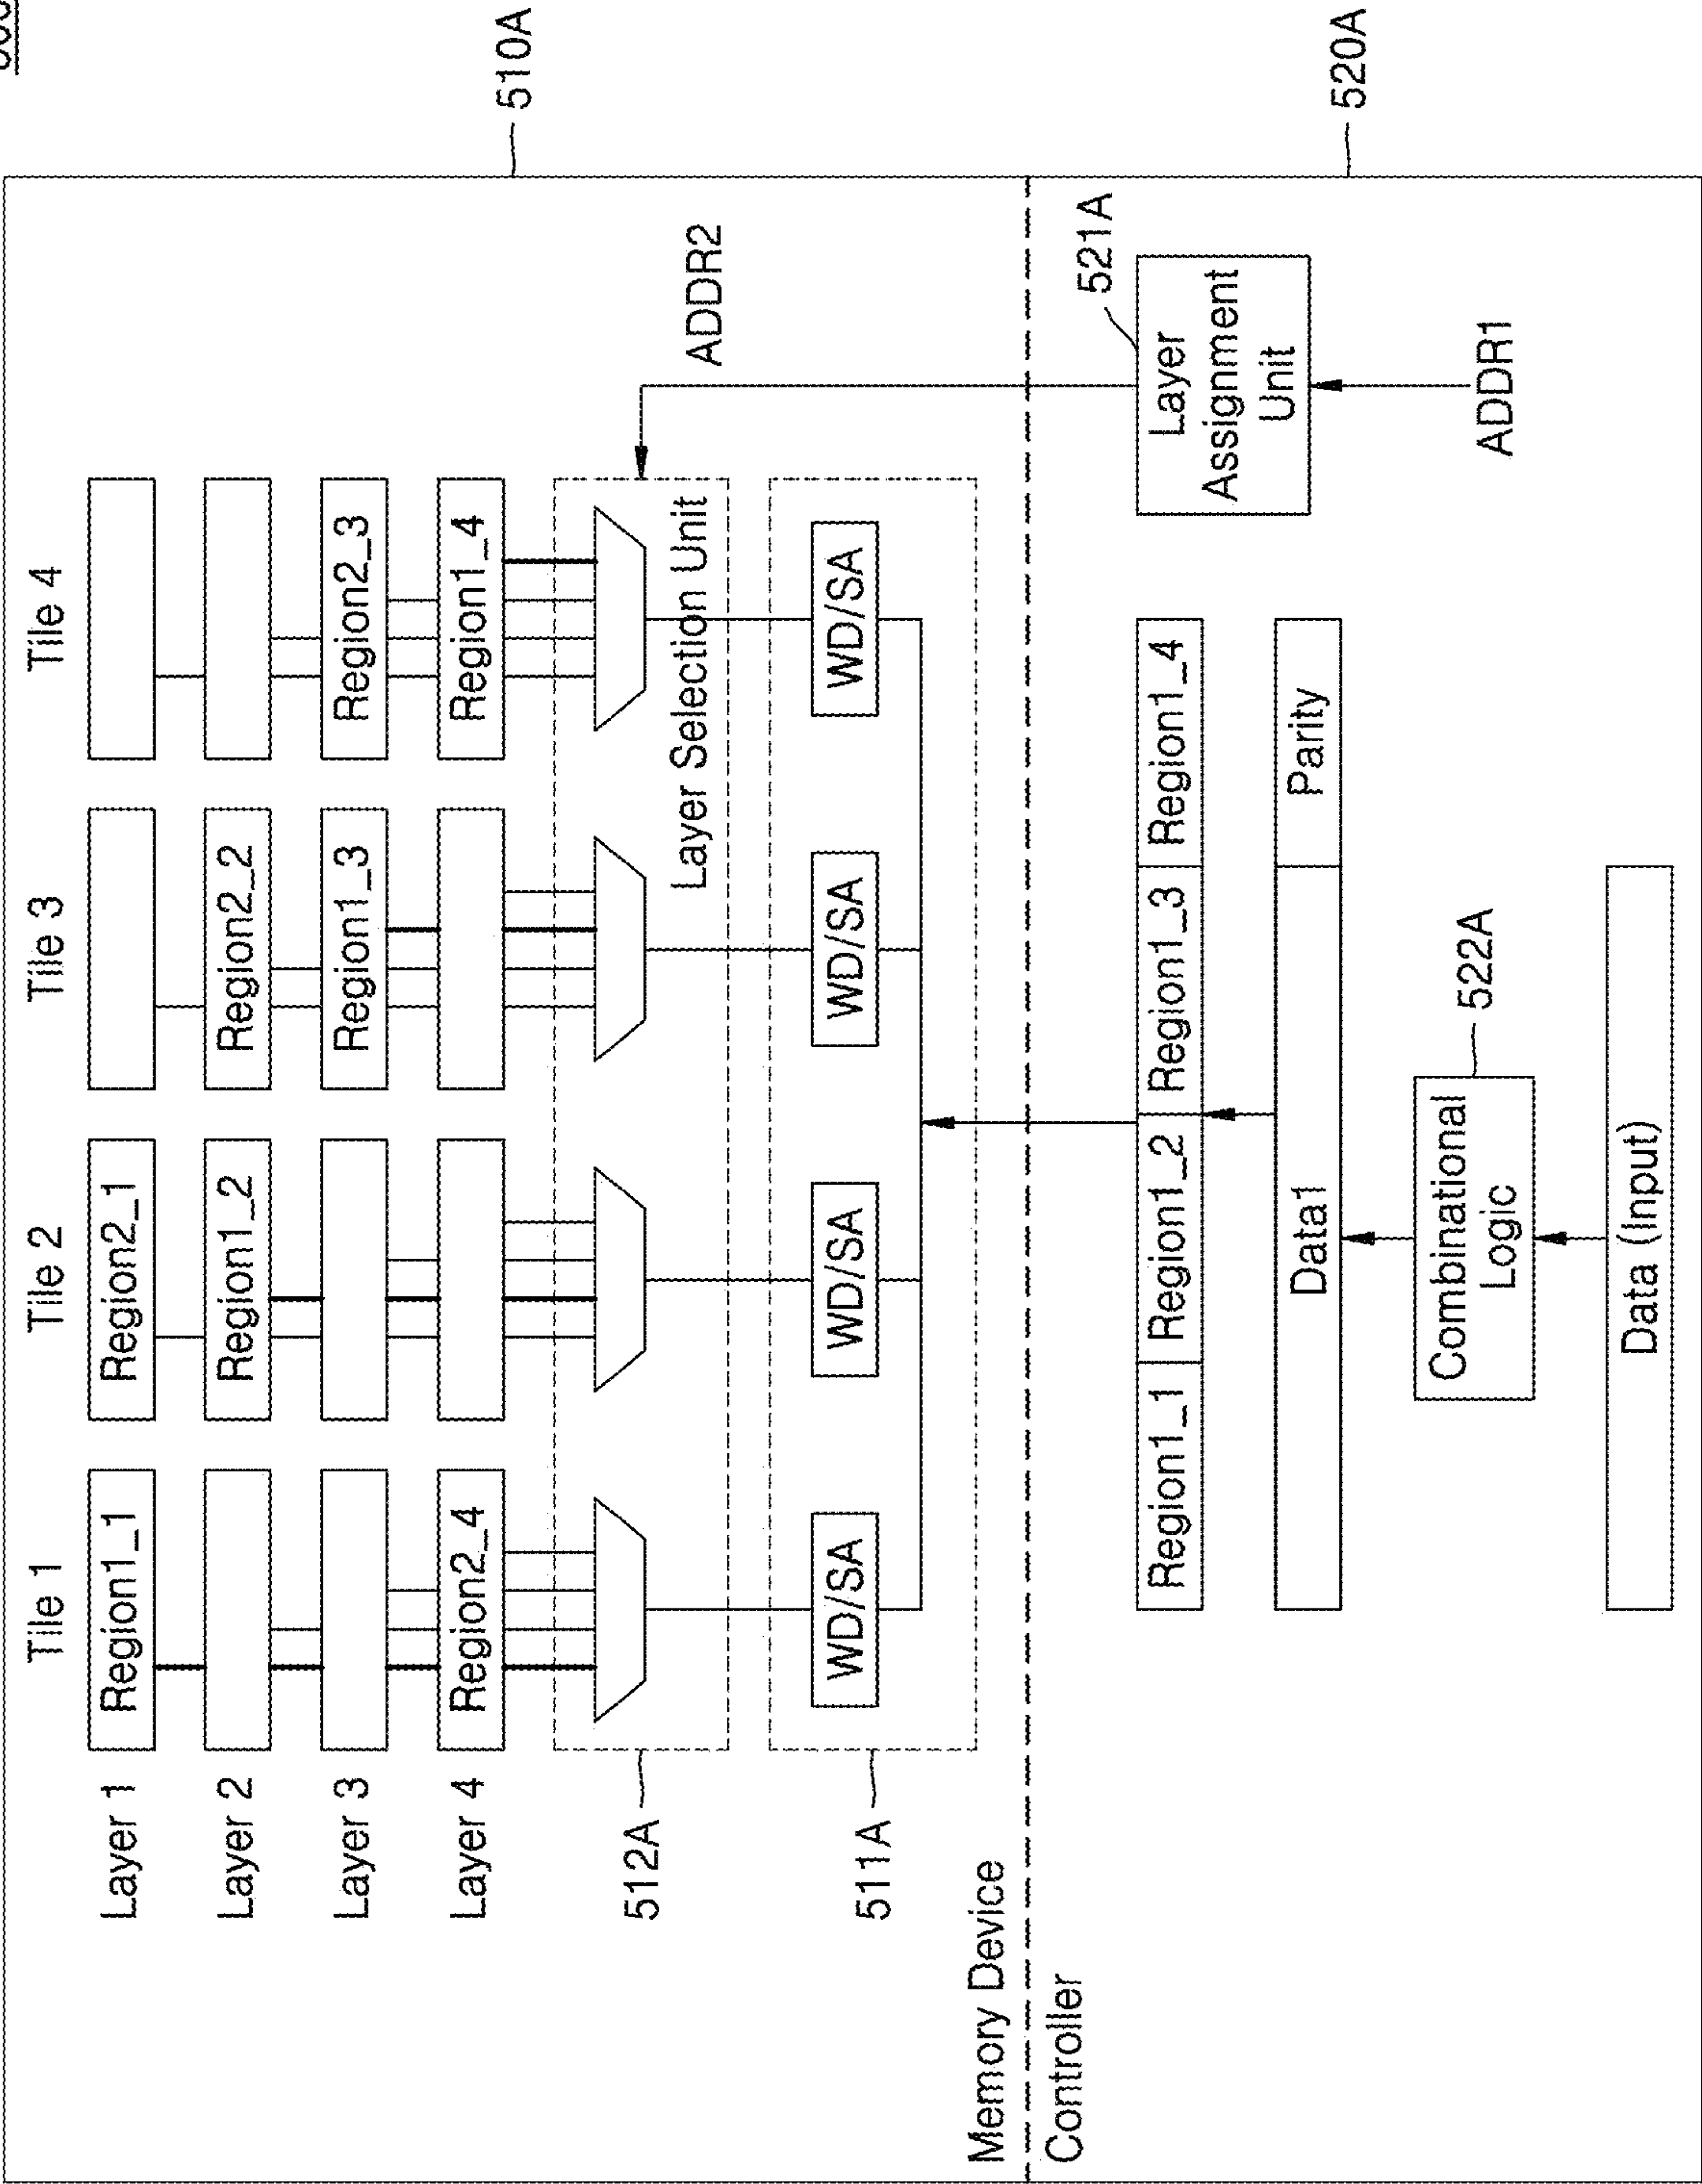 510A
520A
Tile 1
Tile 2
Tile 3
Tile 4
Layer 1
Region1_1
Region2_1
Layer 2
Region1_2
Region2_2
Layer 3
Region1_3
Region2_3
Layer 4
Region2_4
Region1_4
512A
Layer Selection Unit
ADDR2
511A
WD/SA
WD/SA
WD/SA
WD/SA
Memory Device
Controller
521A
Region1_1
Region1_2
Region1_3
Region1_4
Layer
Assignment
Unit
Data1
Parity
ADDR1
522A
Combinational
Logic
Data (Input)